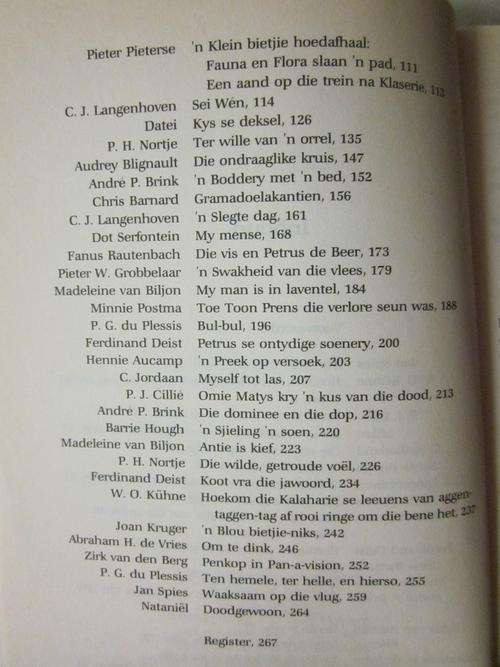 Pieter Pieterse 'n Klein bietjie hoedafhaal:
Fauna en Flora slaan 'n pad, 111
Een aand op die trein na Klaserie, 113
C. J. Langenhoven Sei Wén, 114
Datei Kys se deksel, 126
P. H. Nortje Ter wille van 'n orrel, 135
Audrey Blignault Die ondraaglike kruis, 147
André P. Brink 'n Boddery met 'n bed, 152
Chris Barnard Gramadoelakantien, 156
C. J. Langenhoven 'n Slegte dag, 161
Dot Serfontein My mense, 168
Fanus Rautenbach Die vis en Petrus de Beer, 173
Pieter W. Grobbelaar 'n Swakheid van die vlees, 179
Madeleine van Biljon My man is in laventel, 184
Minnie Postma Toe Toon Prens die verlore seun was, 188
P. G. du Plessis Bul-bul, 196
Ferdinand Deist Petrus se ontydige soenery, 200
Hennie Aucamp 'n Preek op versoek, 203
C. Jordaan Myself tot las, 207
P. J. Cillié Omie Matys kry 'n kus van die dood, 213
André P. Brink Die dominee en die dop, 216
Barrie Hough 'n Sjieling 'n soen, 220
Madeleine van Biljon Antie is kief, 223
P. H. Nortje Die wilde, getroude voël, 226
Ferdinand Deist Koot vra die jawoord, 234
W. O. Kühne Hoekom die Kalaharie se leeuens van aggen-
taggen-tag af rooi ringe om die bene het, 237
Joan Kruger 'n Blou bietjie-niks, 242
Abraham H. de Vries Om te dink, 246
Zirk van den Berg Penkop in Pan-a-vision, 252
P. G. du Plessis Ten hemele, ter helle, en hierso, 255
Jan Spies Waaksaam op die vlug, 259
Nataniël Doodgewoon, 264
Register, 267